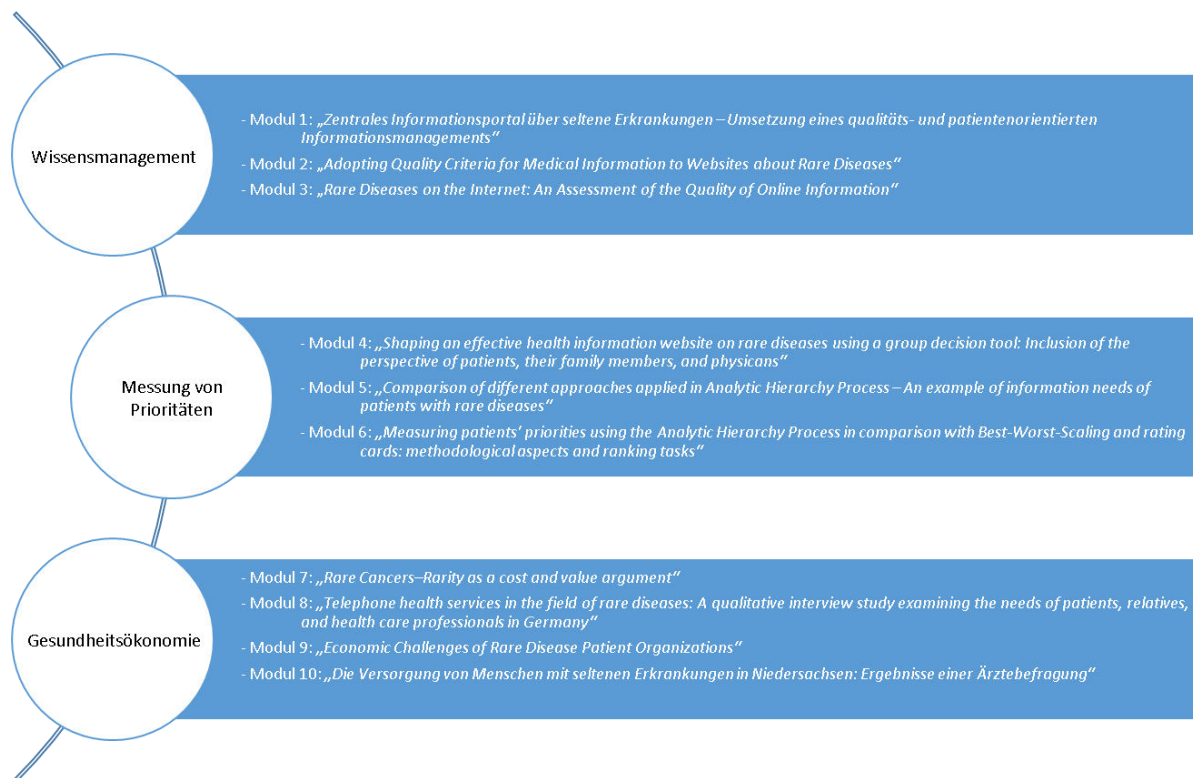 Wissensmanagement
- Modul 1: „Zentrales Informationsportal über seltene Erkrankungen – Umsetzung eines qualitäts- und patientenorientierten
Informationsmanagements“
- Modul 2: „Adopting Quality Criteria for Medical Information to Websites about Rare Diseases“
- Modul 3: „Rare Diseases on the Internet: An Assessment of the Quality of Online Information“
Messung von
Prioritäten
- Modul 4: „Shaping an effective health information website on rare diseases using a group decision tool: Inclusion of the
perspective of patients, their family members, and physicans“
- Modul 5: „Comparison of different approaches applied in Analytic Hierarchy Process – An example of information needs of
patients with rare diseases“
- Modul 6: „Measuring patients’ priorities using the Analytic Hierarchy Process in comparison with Best-Worst-Scaling and rating
cards: methodological aspects and ranking tasks“
Gesundheitsökonomie
- Modul 7: „Rare Cancers–Rarity as a cost and value argument“
- Modul 8: „Telephone health services in the field of rare diseases: A qualitative interview study examining the needs of patients, relatives,
and health care professionals in Germany“
- Modul 9: „Economic Challenges of Rare Disease Patient Organizations“
- Modul 10: „Die Versorgung von Menschen mit seltenen Erkrankungen in Niedersachsen: Ergebnisse einer Ärztebefragung“